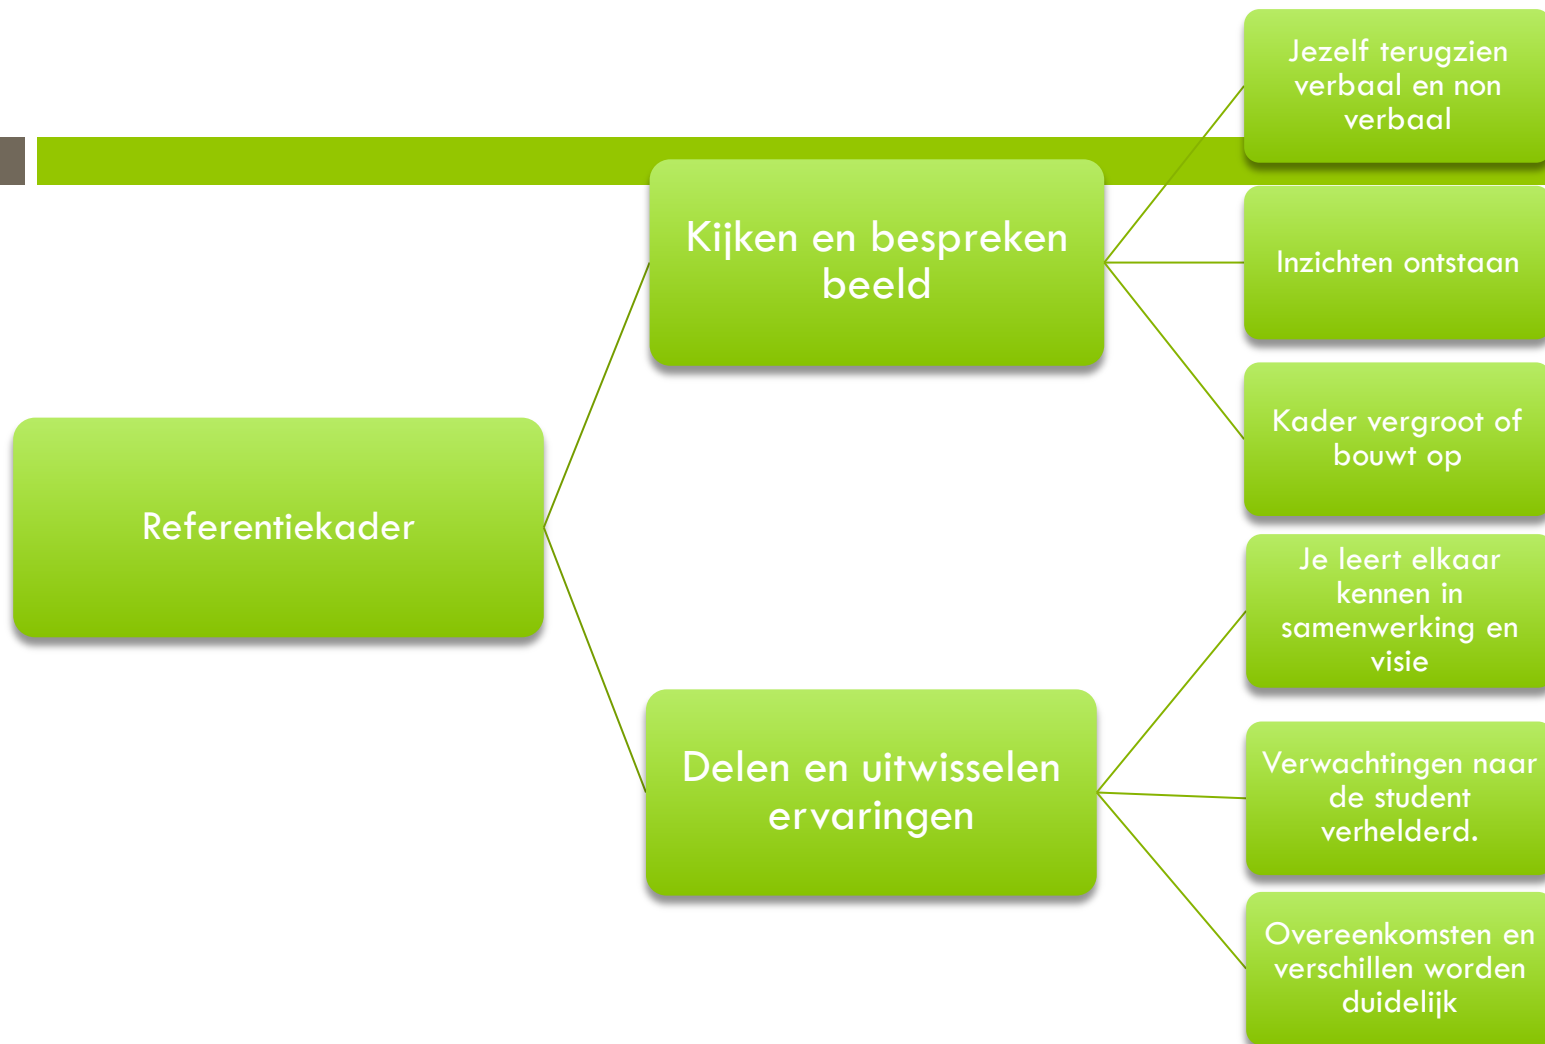 Referentiekader
Kijken en bespreken
beeld
Jezelf terugzien
verbaal en non
verbaal
Inzichten ontstaan
Kader vergroot of
bouwt op
Delen en uitwisselen
ervaringen
Je leert elkaar
kennen in
samenwerking en
visie
Verwachtingen naar
de student
verhelderd.
Overeenkomsten en
verschillen worden
duidelijk